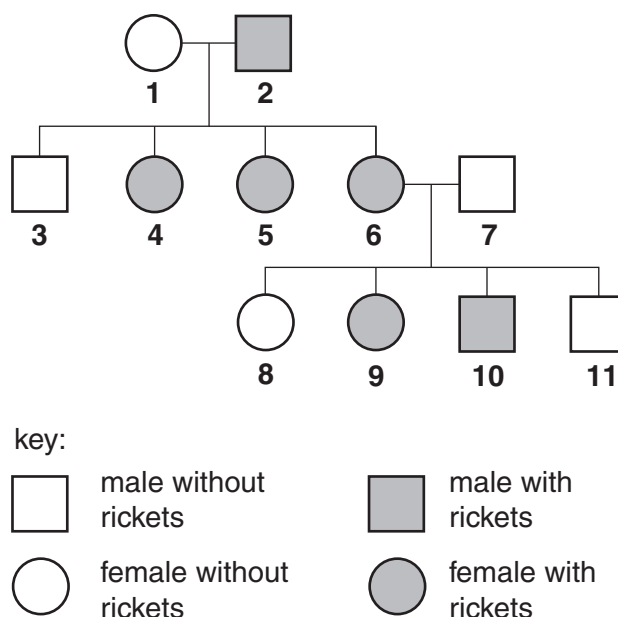 1 2
3 4 5 6 7
8 9 10 11
key:
male without
rickets
male with
rickets
female without
rickets
female with
rickets